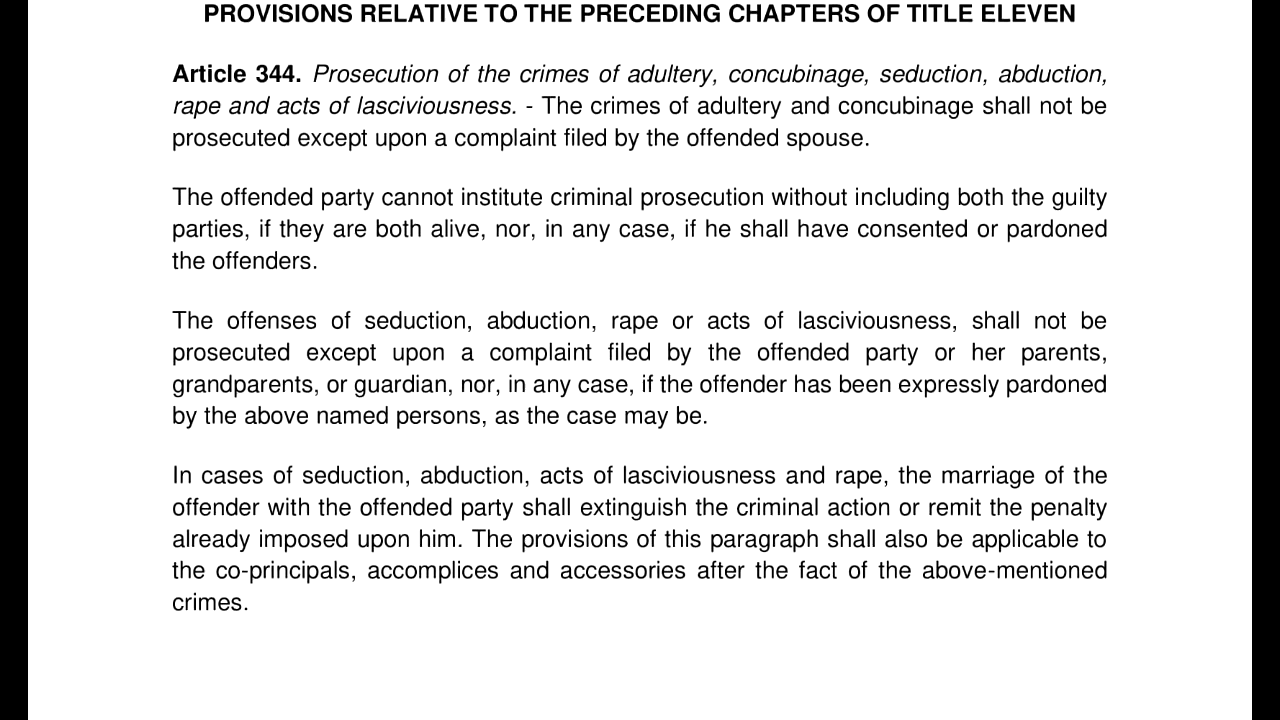 PROVISIONS RELATIVE TO THE PRECEDING CHAPTERS OF TITLE ELEVEN
Article 344. Prosecution of the crimes of adultery, concubinage, seduction, abduction,
rape and acts of lasciviousness. - The crimes of adultery and concubinage shall not be
prosecuted except upon a complaint filed by the offended spouse.
The offended party cannot institute criminal prosecution without including both the guilty
parties, if they are both alive, nor, in any case, if he shall have consented or pardoned
the offenders.
The offenses of seduction, abduction, rape or acts of lasciviousness, shall not be
prosecuted except upon a complaint filed by the offended party or her parents,
grandparents, or guardian, nor, in any case, if the offender has been expressly pardoned
by the above named persons, as the case may be.
In cases of seduction, abduction, acts of lasciviousness and rape, the marriage of the
offender with the offended party shall extinguish the criminal action or remit the penalty
already imposed upon him. The provisions of this paragraph shall also be applicable to
the co-principals, accomplices and accessories after the fact of the above-mentioned
crimes.